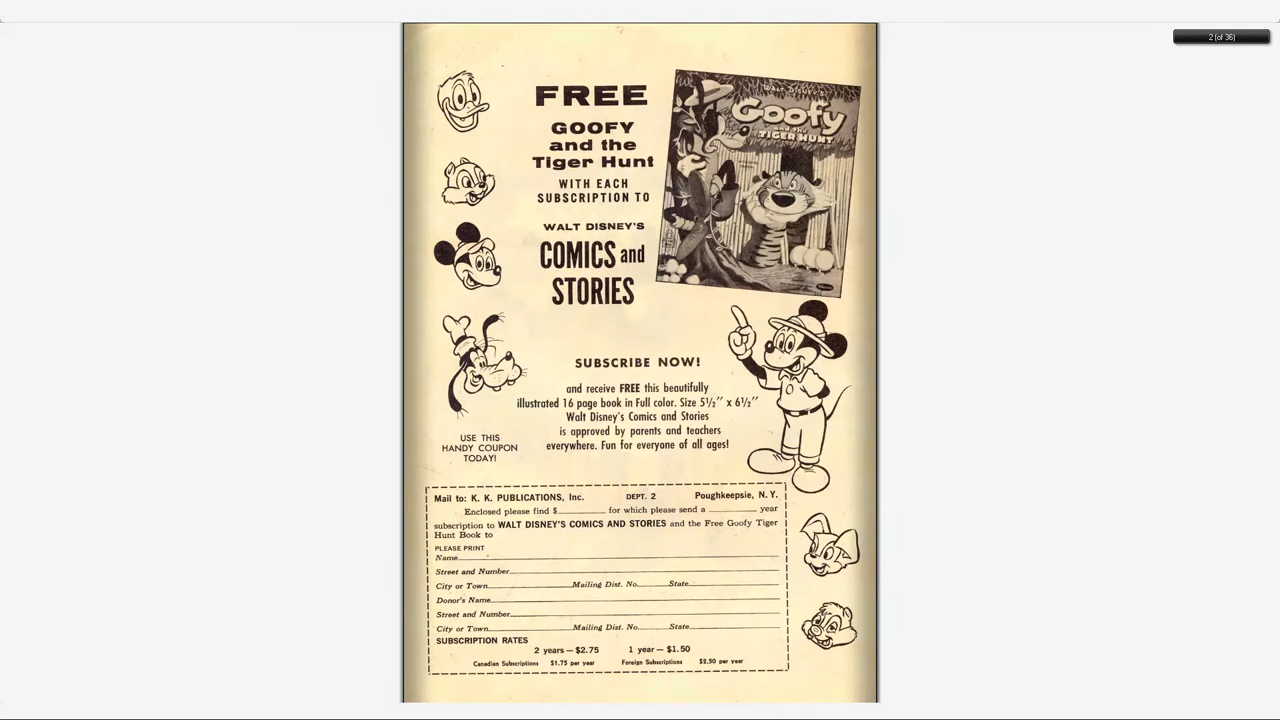 2 (of 36)
FREE
GOOFY
and the
Tiger Hunt
WITH EACH
SUBSCRIPTION TO
WALT DISNEY'S
COMICS and
STORIES
WALT DISNEY'S
Goofy
and the
TIGER HUNT
SUBSCRIBE NOW!
and receive FREE this beautifully
illustrated 16 page book in Full color. Size 5½″ x 6½″
Walt Disney's Comics and Stories
is approved by parents and teachers
everywhere. Fun for everyone of all ages!
USE THIS
HANDY COUPON
TODAY!
Mail to: K. K. PUBLICATIONS, Inc. DEPT. 2 Poughkeepsie, N. Y.
Enclosed please find $ for which please send a year
subscription to WALT DISNEY'S COMICS AND STORIES and the Free Goofy Tiger
Hunt Book to
PLEASE PRINT
Name
Street and Number
City or Town Mailing Dist. No. State
Donor's Name
Street and Number
City or Town Mailing Dist. No. State
SUBSCRIPTION RATES
2 years — $2.75 1 year — $1.50
Canadian Subscriptions $1.75 per year Foreign Subscriptions $2.50 per year